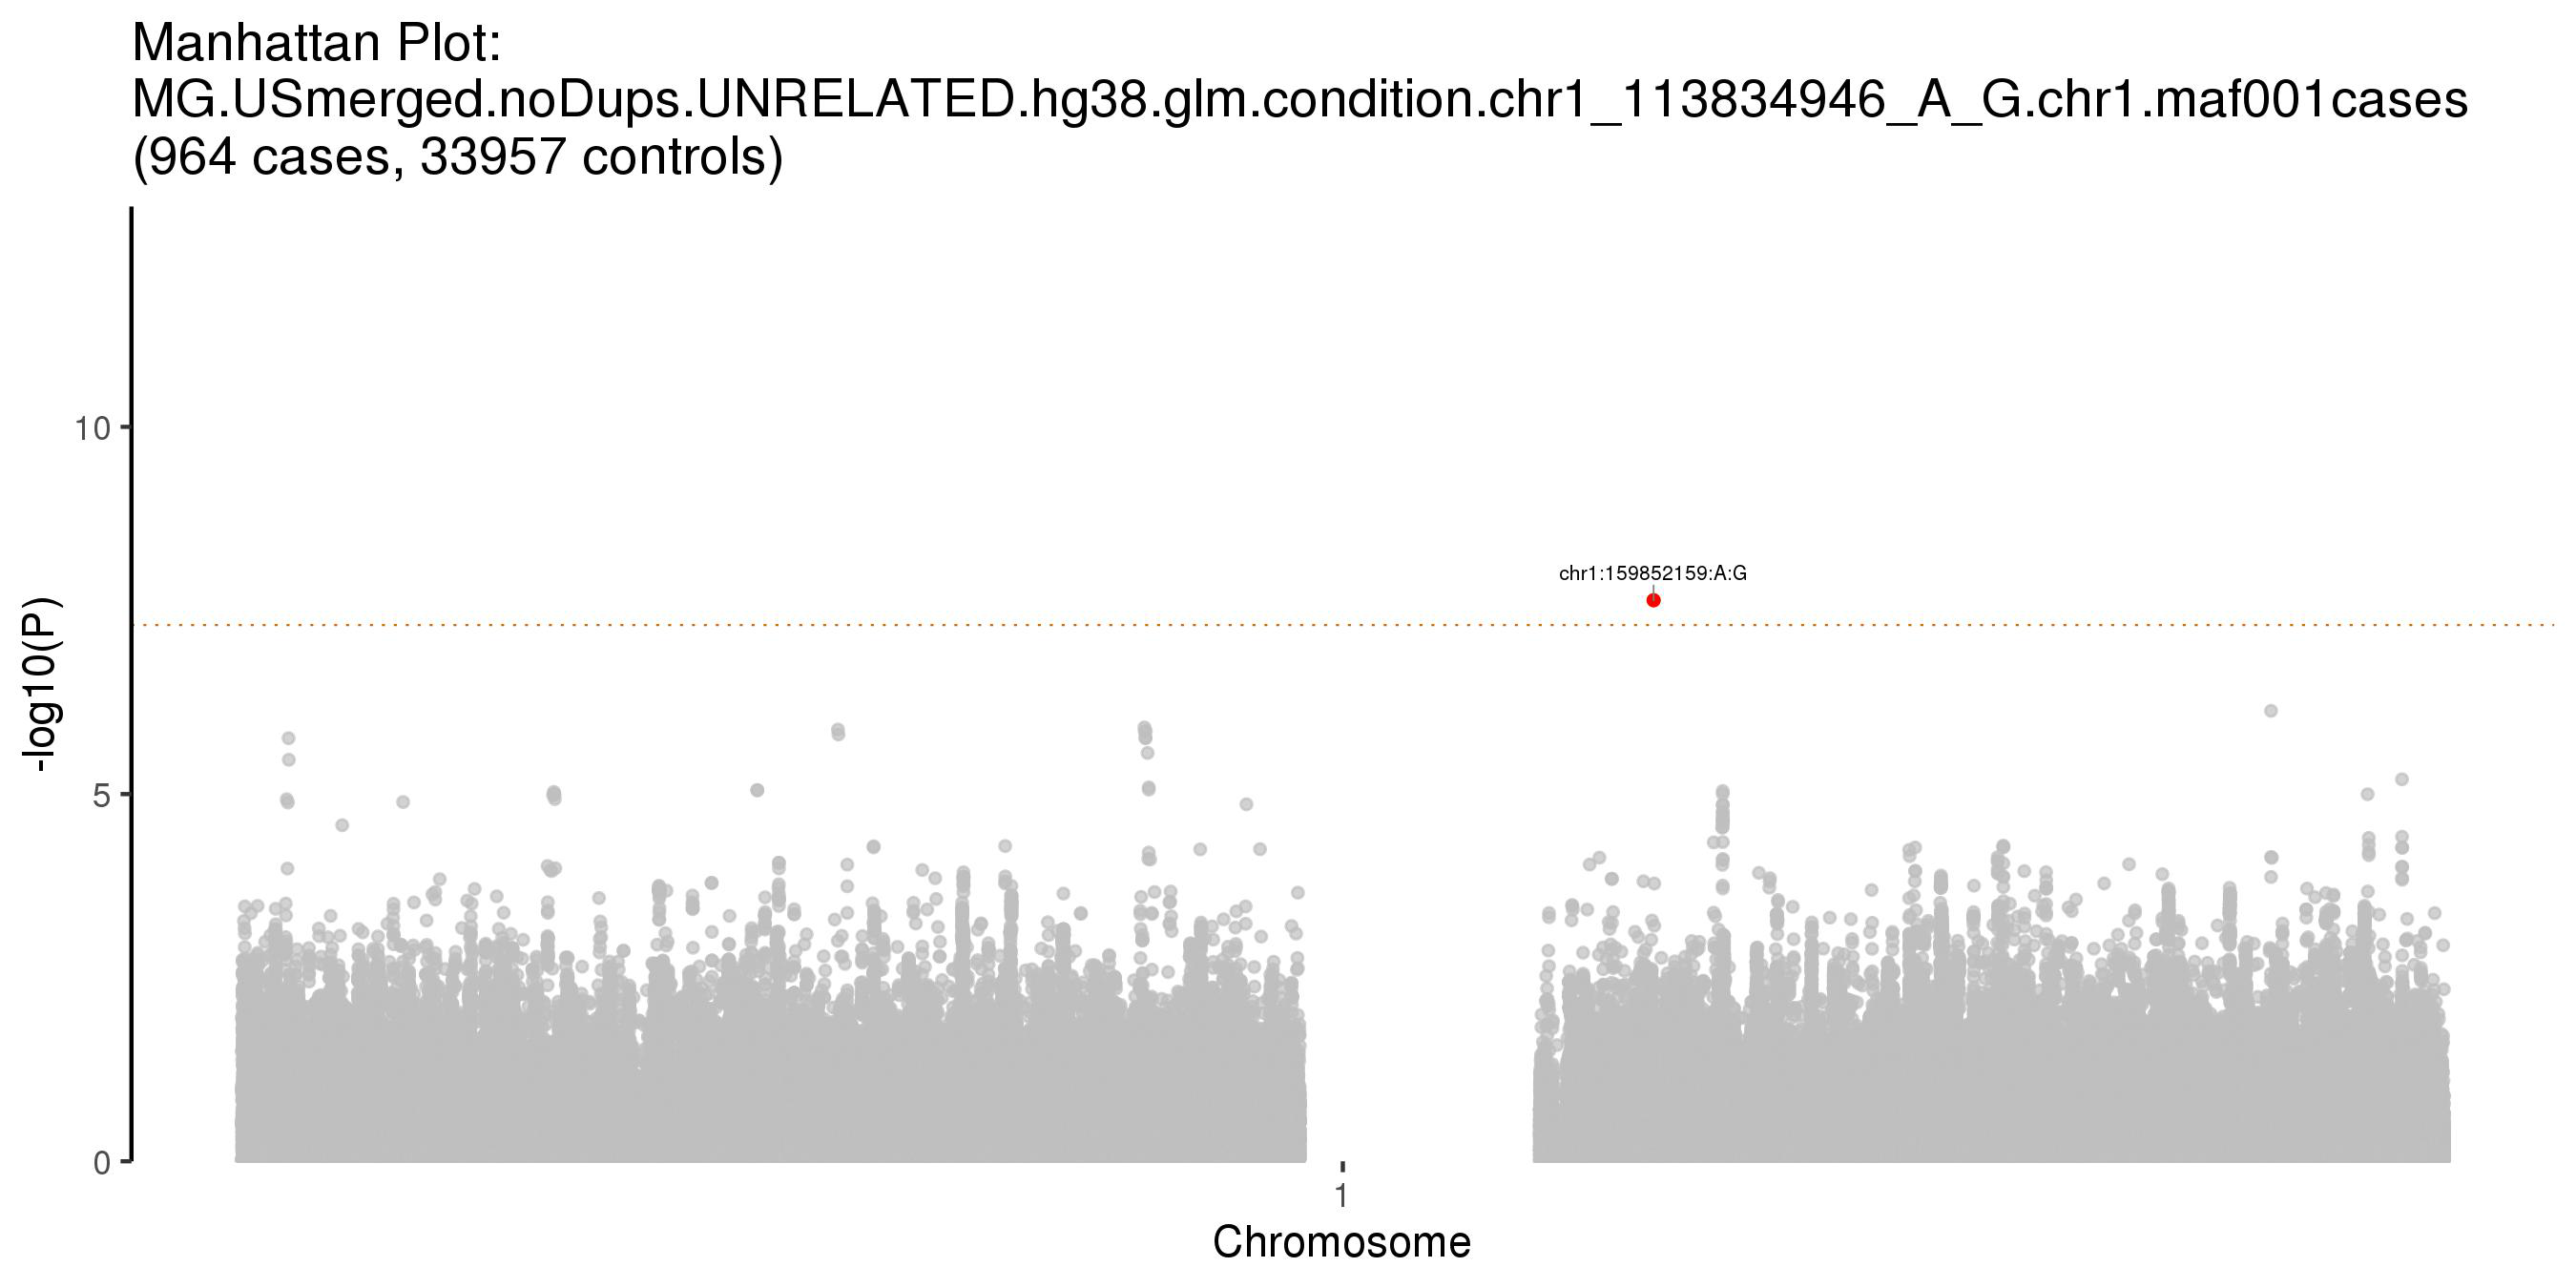 Manhattan Plot:
MG.USmerged.noDups.UNRELATED.hg38.glm.condition.chr1_113834946_A_G.chr1.maf001cases
(964 cases, 33957 controls)
10
chr1:159852159:A:G
-log10(P)
5
0
1
Chromosome